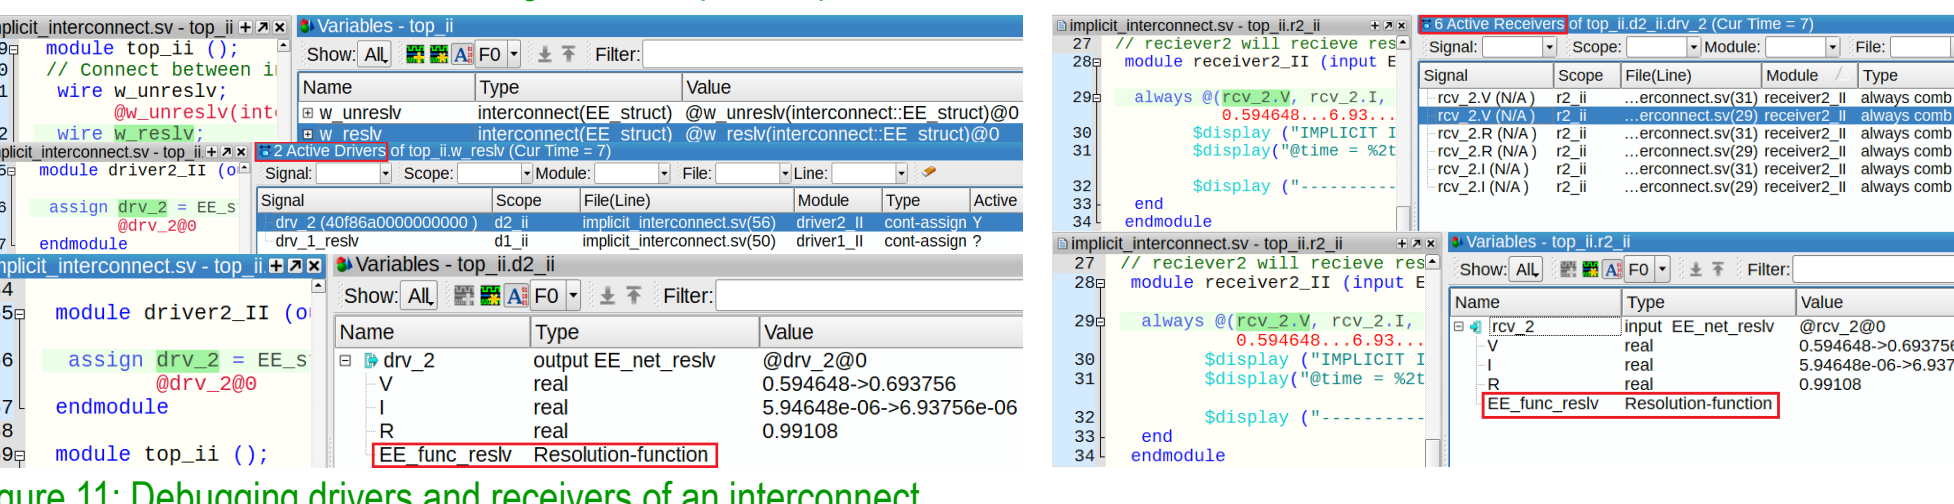 implicit_interconnect.sv - top_ii
module top_ii ();
// Connect between i
wire w_unreslv;
@w_unreslv(int
wire w_reslv;
Variables - top_ii
Show: All F0 Filter:
Name Type Value
w_unreslv interconnect(EE_struct) @w_unreslv(interconnect::EE_struct)@0
w_reslv interconnect(EE_struct) @w_reslv(interconnect::EE_struct)@0
plicit_interconnect.sv - top_ii
module driver2_II (o
assign drv_2 = EE_s
@drv_2@0
endmodule
2 Active Drivers of top_ii.w_reslv (Cur Time = 7)
Signal: Scope: Module: File: Line:
Signal Scope File(Line) Module Type Active
drv_2 (40f86a0000000000 ) d2_ii implicit_interconnect.sv(56) driver2_II cont-assign Y
drv_1_reslv d1_ii implicit_interconnect.sv(50) driver1_II cont-assign ?
mplicit_interconnect.sv - top_ii
module driver2_II (o
assign drv_2 = EE_s
@drv_2@0
endmodule
module top_ii ();
Variables - top_ii.d2_ii
Show: All F0 Filter:
Name Type Value
drv_2 output EE_net_reslv @drv_2@0
V real 0.594648->0.693756
I real 5.94648e-06->6.93756e-06
R real 0.99108
EE_func_reslv Resolution-function
implicit_interconnect.sv - top_ii.r2_ii
27 // reciever2 will recieve res
28 module receiver2_II (input E
29 always @(rcv_2.V, rcv_2.I,
0.594648...6.93...
30 $display ("IMPLICIT I
31 $display("@time = %2t
32 $display ("----------
33 end
34 endmodule
6 Active Receivers of top_ii.d2_ii.drv_2 (Cur Time = 7)
Signal: Scope: Module: File:
Signal Scope File(Line) Module Type
rcv_2.V (N/A ) r2_ii ...erconnect.sv(31) receiver2_II always comb
rcv_2.V (N/A ) r2_ii ...erconnect.sv(29) receiver2_II always comb
rcv_2.R (N/A ) r2_ii ...erconnect.sv(31) receiver2_II always comb
rcv_2.R (N/A ) r2_ii ...erconnect.sv(29) receiver2_II always comb
rcv_2.I (N/A ) r2_ii ...erconnect.sv(31) receiver2_II always comb
rcv_2.I (N/A ) r2_ii ...erconnect.sv(29) receiver2_II always comb
implicit_interconnect.sv - top_ii.r2_ii
27 // reciever2 will recieve res
28 module receiver2_II (input E
29 always @(rcv_2.V, rcv_2.I,
0.594648...6.93...
30 $display ("IMPLICIT I
31 $display("@time = %2t
32 $display ("----------
33 end
34 endmodule
Variables - top_ii.r2_ii
Show: All F0 Filter:
Name Type Value
rcv_2 input EE_net_reslv @rcv_2@0
V real 0.594648->0.693756
I real 5.94648e-06->6.937
R real 0.99108
EE_func_reslv Resolution-function
gure 11: Debugging drivers and receivers of an interconnect